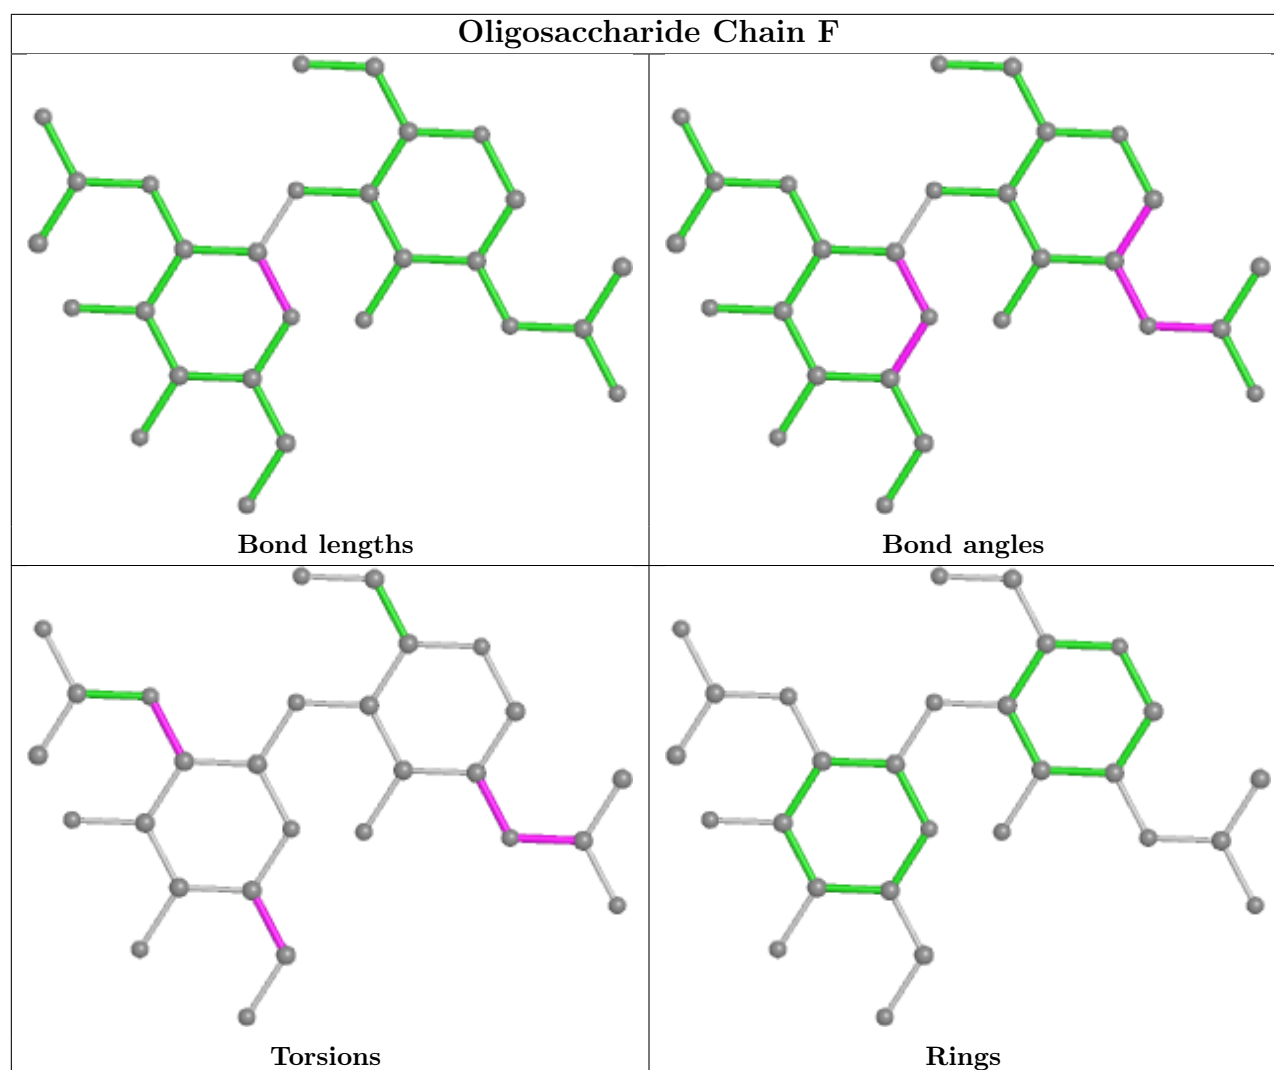 Oligosaccharide Chain F
Bond lengths
Bond angles
Torsions
Rings